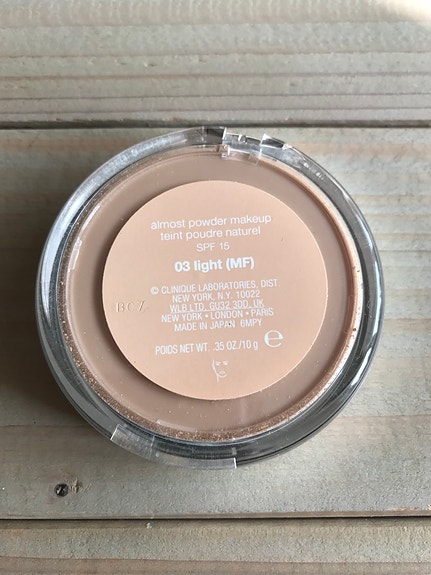 almost powder makeup
teint poudre naturel
SPF 15
03 light (MF)
© CLINIQUE LABORATORIES, DIST.
NEW YORK, N.Y. 10022
WLB LTD, GU32 3DD, UK
NEW YORK • LONDON • PARIS
MADE IN JAPAN 6MPY
POIDS NET WT. .35 OZ/10 g ℮